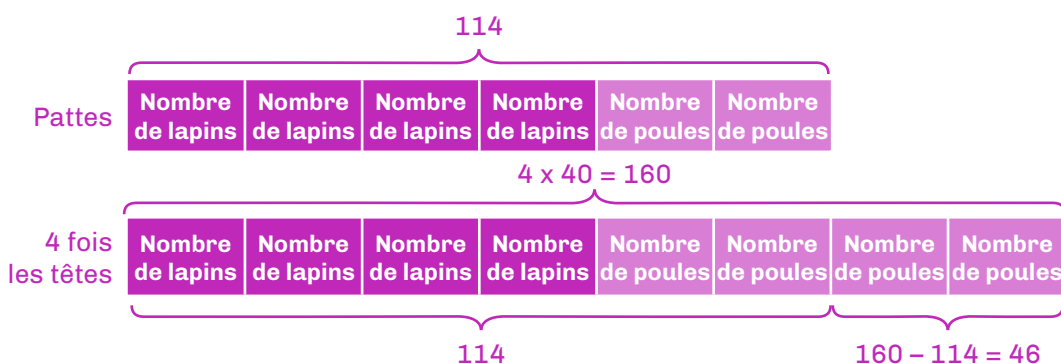 114
Pattes
Nombre de lapins
Nombre de lapins
Nombre de lapins
Nombre de lapins
Nombre de poules
Nombre de poules
4 x 40 = 160
4 fois
les têtes
Nombre de lapins
Nombre de lapins
Nombre de lapins
Nombre de lapins
Nombre de poules
Nombre de poules
Nombre de poules
Nombre de poules
114
160 – 114 = 46